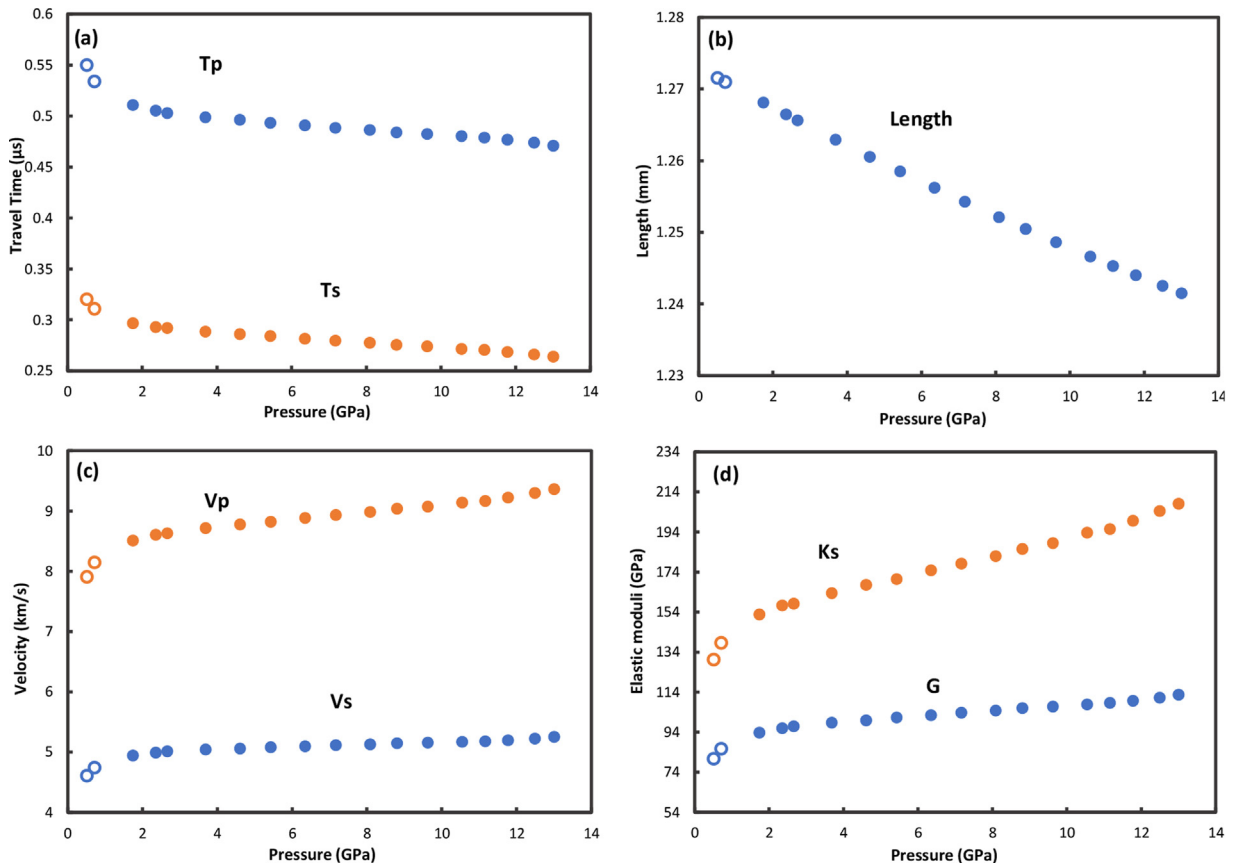 (a)
Tp
Ts
0.6
0.55
0.5
0.45
0.4
0.35
0.3
0.25
Travel Time (μs)
0 2 4 6 8 10 12 14
Pressure (GPa)
(b)
Length
1.28
1.27
1.26
1.25
1.24
1.23
Length (mm)
0 2 4 6 8 10 12 14
Pressure (GPa)
(c)
Vp
Vs
10
9
8
7
6
5
4
Velocity (km/s)
0 2 4 6 8 10 12 14
Pressure (GPa)
(d)
Ks
G
234
214
194
174
154
134
114
94
74
54
Elastic moduli (GPa)
0 2 4 6 8 10 12 14
Pressure (GPa)